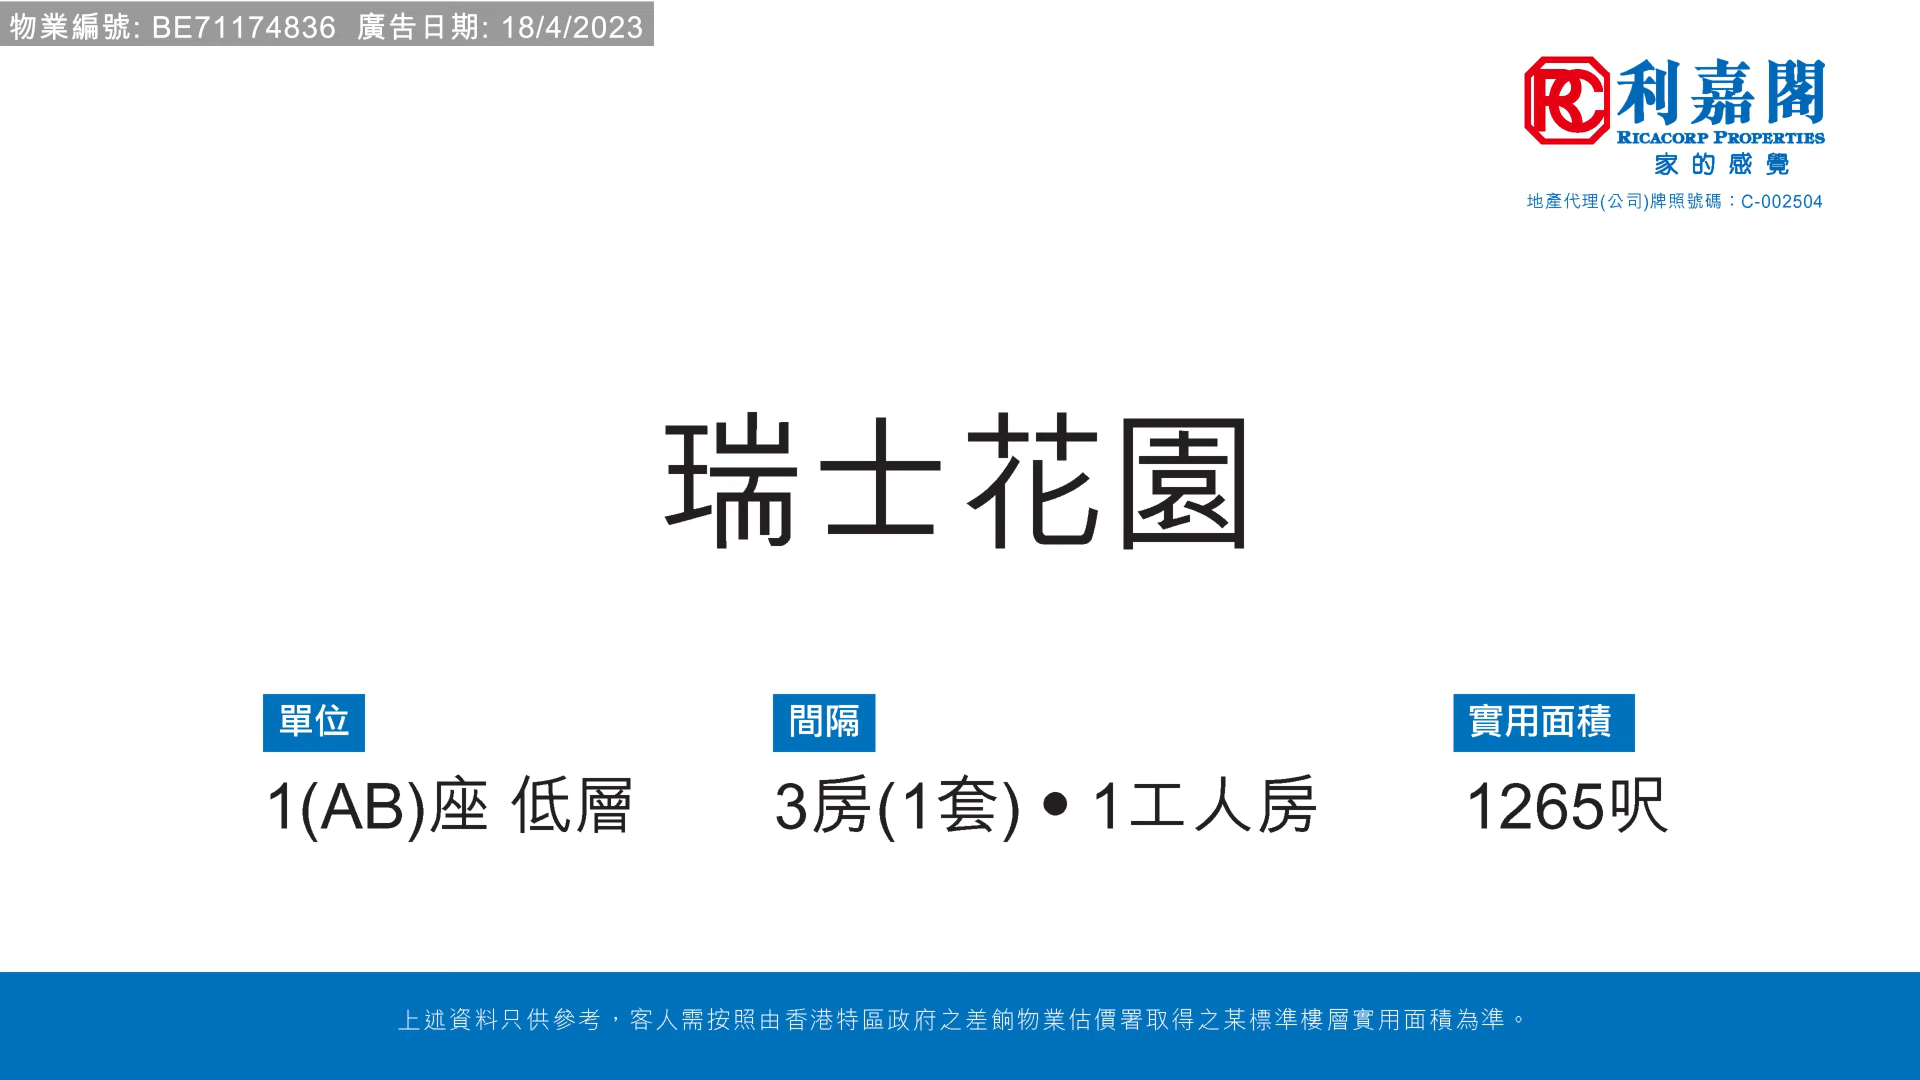 物業編號: BE71174836 廣告日期: 18/4/2023
RC 利嘉閣
RICACORP PROPERTIES
家的感覺
地產代理(公司)牌照號碼：C-002504
瑞士花園
單位 間隔 實用面積
1(AB)座 低層 3房(1套) • 1工人房 1265呎
上述資料只供參考，客人需按照由香港特區政府之差餉物業估價署取得之某標準樓層實用面積為準。